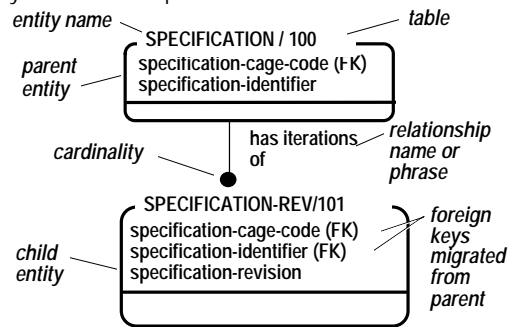 entity name
table
SPECIFICATION / 100
specification-cage-code (FK)
specification-identifier
parent
entity
has iterations
of
relationship
name or
phrase
cardinality
SPECIFICATION-REV/101
specification-cage-code (FK)
specification-identifier (FK)
specification-revision
child
entity
foreign
keys
migrated
from
parent